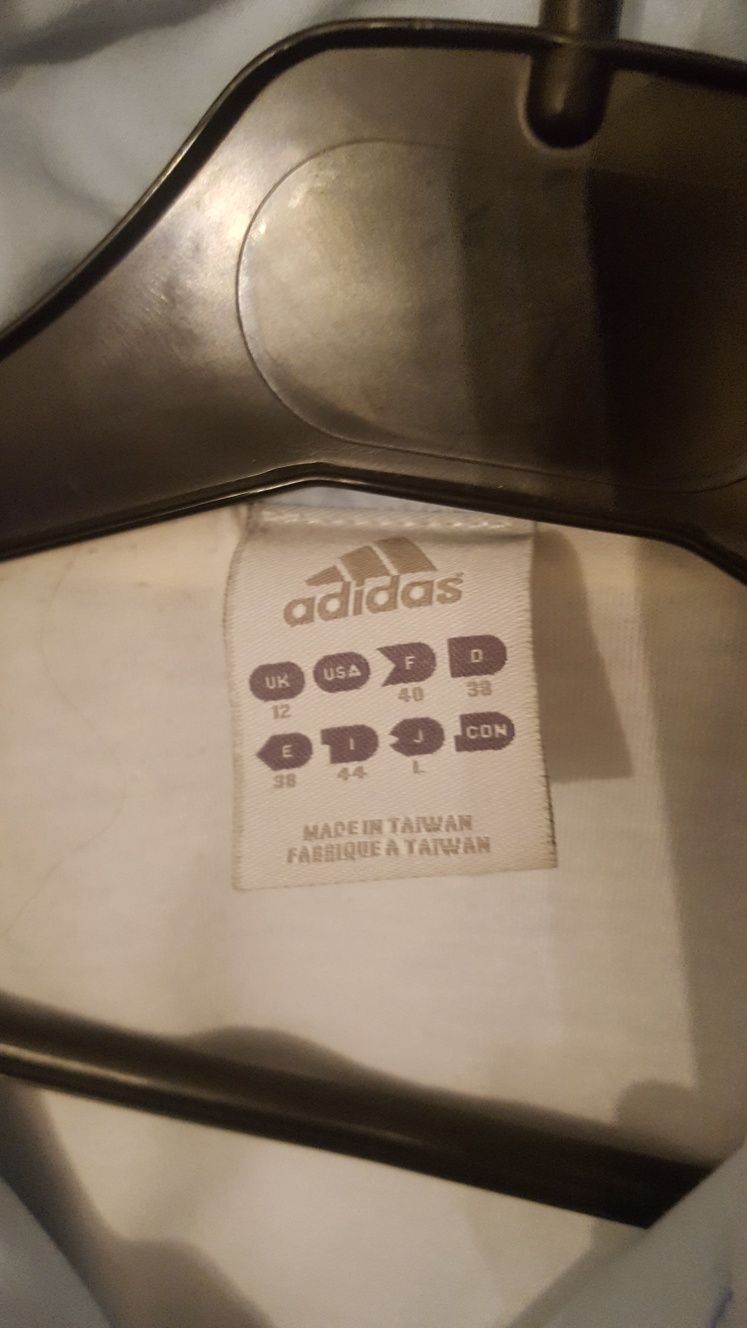 adidas
UK USA F D
12 40 38
E I J CDN
38 44 L
MADE IN TAIWAN
FABRIQUE A TAIWAN